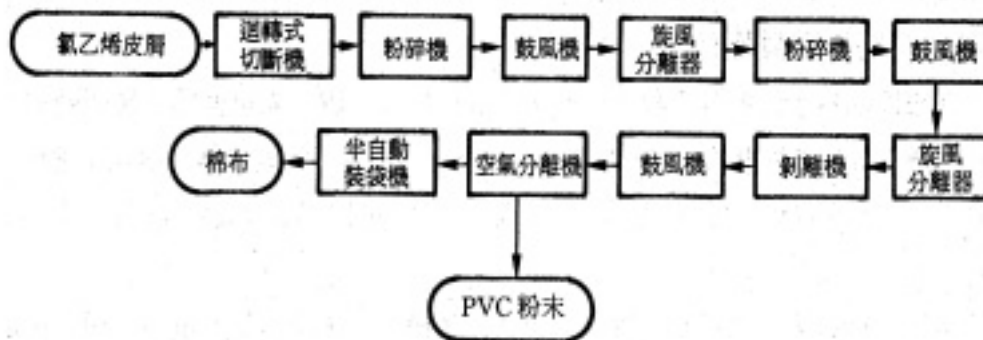 氯乙烯皮屑
迴轉式
切斷機
粉碎機
鼓風機
旋風
分離器
粉碎機
鼓風機
旋風
分離器
剝離機
鼓風機
空氣分離機
半自動
裝袋機
棉布
PVC 粉末